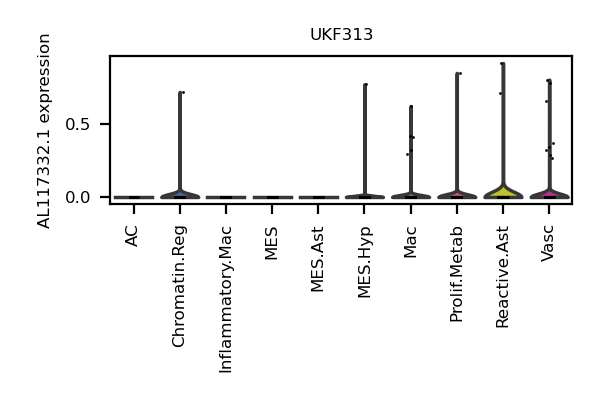 UKF313
AL117332.1 expression
0.5
0.0
AC
Chromatin.Reg
Inflammatory.Mac
MES
MES.Ast
MES.Hyp
Mac
Prolif.Metab
Reactive.Ast
Vasc